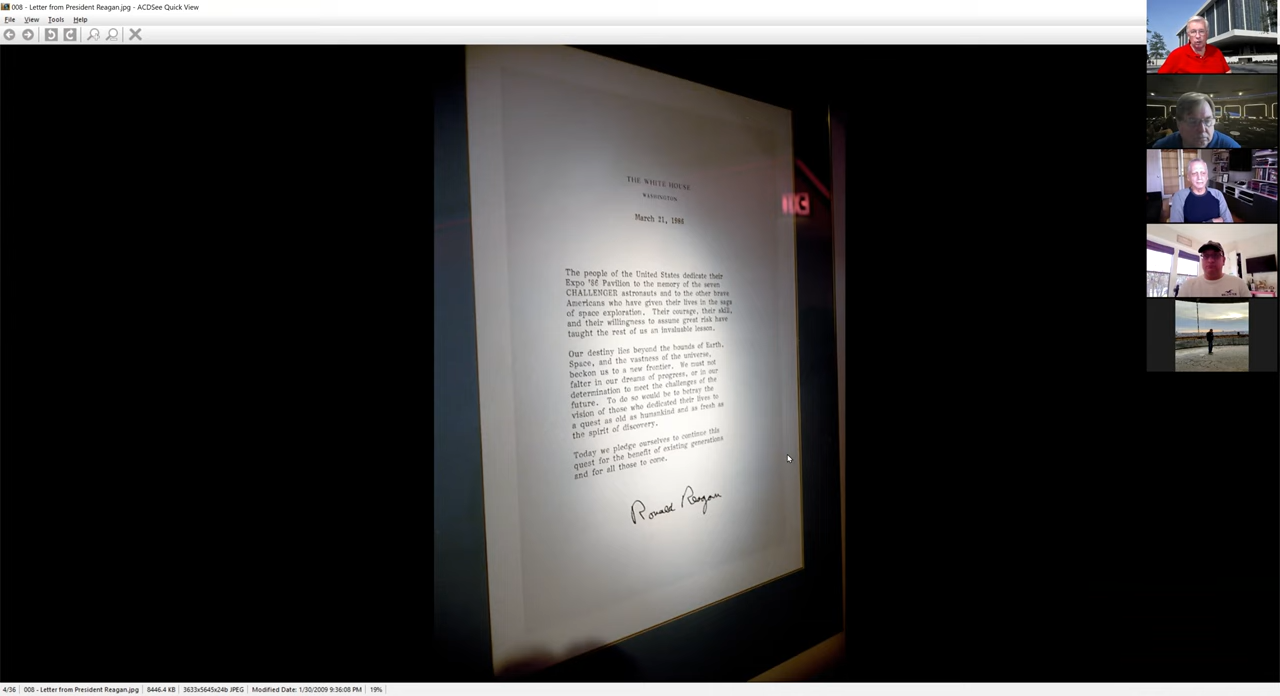 008 - Letter from President Reagan.jpg - ACDSee Quick View
File View Tools Help
THE WHITE HOUSE
WASHINGTON
March 21, 1986
The people of the United States dedicate their
Expo '86 Pavilion to the memory of the seven
CHALLENGER astronauts and to the other brave
Americans who have given their lives in the saga
of space exploration. Their courage, their skill,
and their willingness to assume great risk have
taught the rest of us an invaluable lesson.
Our destiny lies beyond the bounds of Earth.
Space, and the vastness of the universe,
beckon us to a new frontier. We must not
falter in our dreams of progress, or in our
determination to meet the challenges of the
future. To do so would be to betray the
vision of those who dedicated their lives to
a quest as old as humankind and as fresh as
the spirit of discovery.
Today we pledge ourselves to continue this
quest for the benefit of existing generations
and for all those to come.
Ronald Reagan
4/36 008 - Letter from President Reagan.jpg 8446.4 KB 3633x5645x24b JPEG Modified Date: 1/30/2009 9:36:08 PM 19%